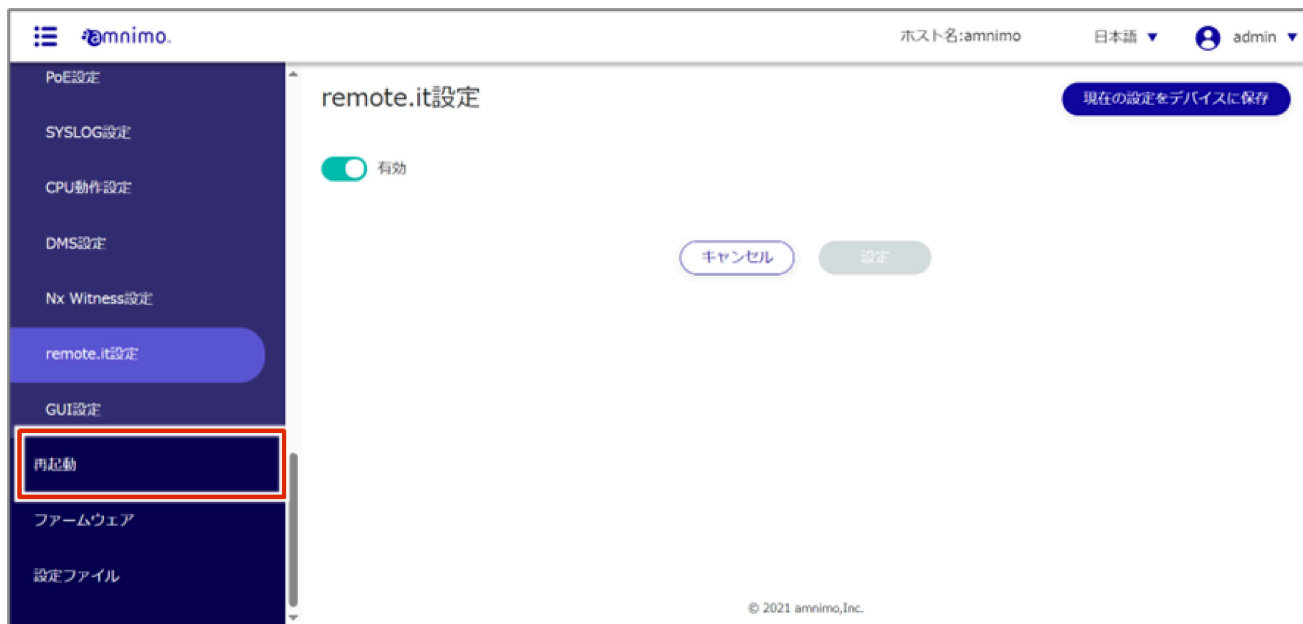 amnimo.
ホスト名:amnimo
日本語 ▼
admin ▼
PoE設定
SYSLOG設定
CPU動作設定
DMS設定
Nx Witness設定
remote.it設定
GUI設定
再起動
ファームウェア
設定ファイル
remote.it設定
現在の設定をデバイスに保存
有効
キャンセル
設定
© 2021 amnimo,Inc.